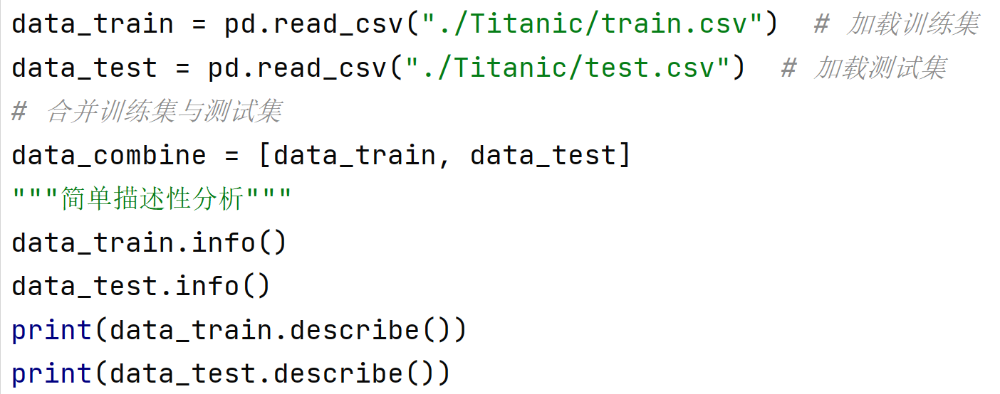 data_train = pd.read_csv("./Titanic/train.csv")  # 加载训练集
data_test = pd.read_csv("./Titanic/test.csv")  # 加载测试集
# 合并训练集与测试集
data_combine = [data_train, data_test]
"""简单描述性分析"""
data_train.info()
data_test.info()
print(data_train.describe())
print(data_test.describe())